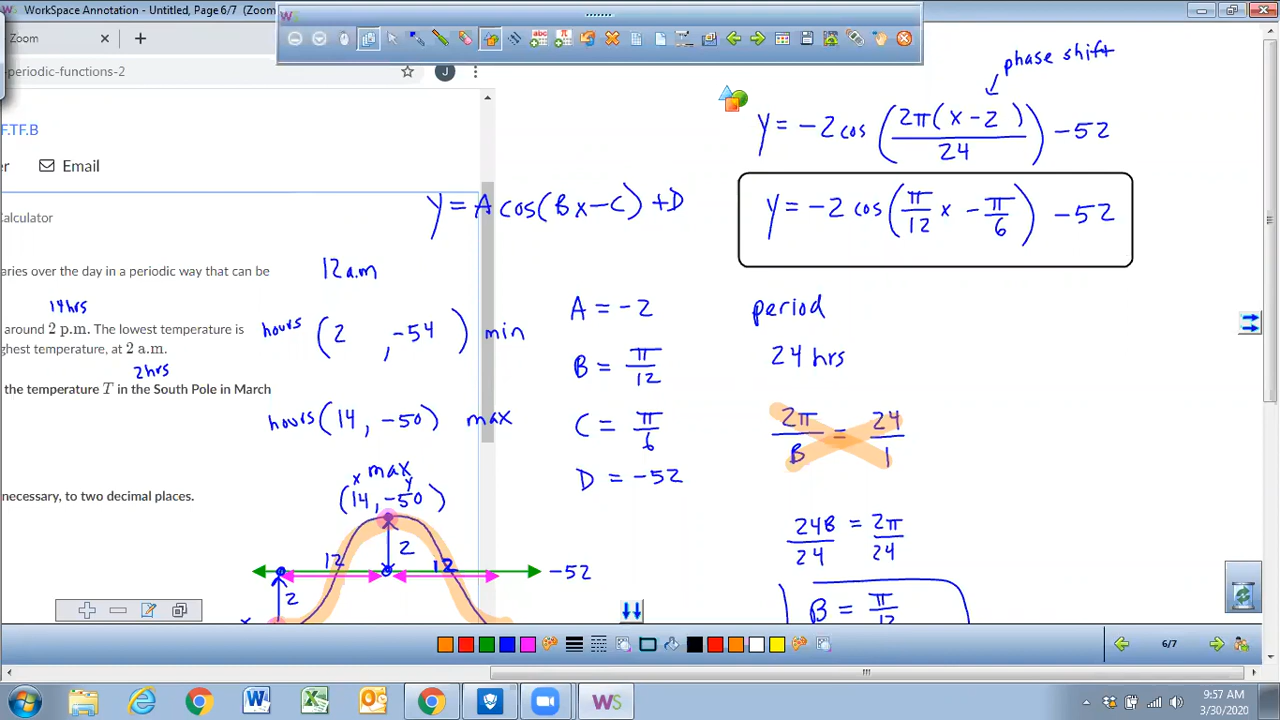 WorkSpace Annotation - Untitled, Page 6/7 (Zoom
WS
Zoom
-periodic-functions-2
J
F.TF.B
er
Email
Calculator
aries over the day in a periodic way that can be
14hrs
around 2 p.m. The lowest temperature is
ghest temperature, at 2 a.m.
2hrs
the temperature T in the South Pole in March
necessary, to two decimal places.
12 a.m
hours (2 , -54 ) min
hours (14, -50) max
max
x y
(14, -50)
2
12 12
-52
2
x
y = A cos(Bx-C) +D
A = -2
B = π/12
C = π/6
D = -52
phase shift
y = -2 cos (2π(x-2 )/24) -52
y = -2 cos (π/12 x - π/6) -52
period
24 hrs
2π/B = 24/1
24B/24 = 2π/24
B = π/12
6/7
WS
9:57 AM
3/30/2020